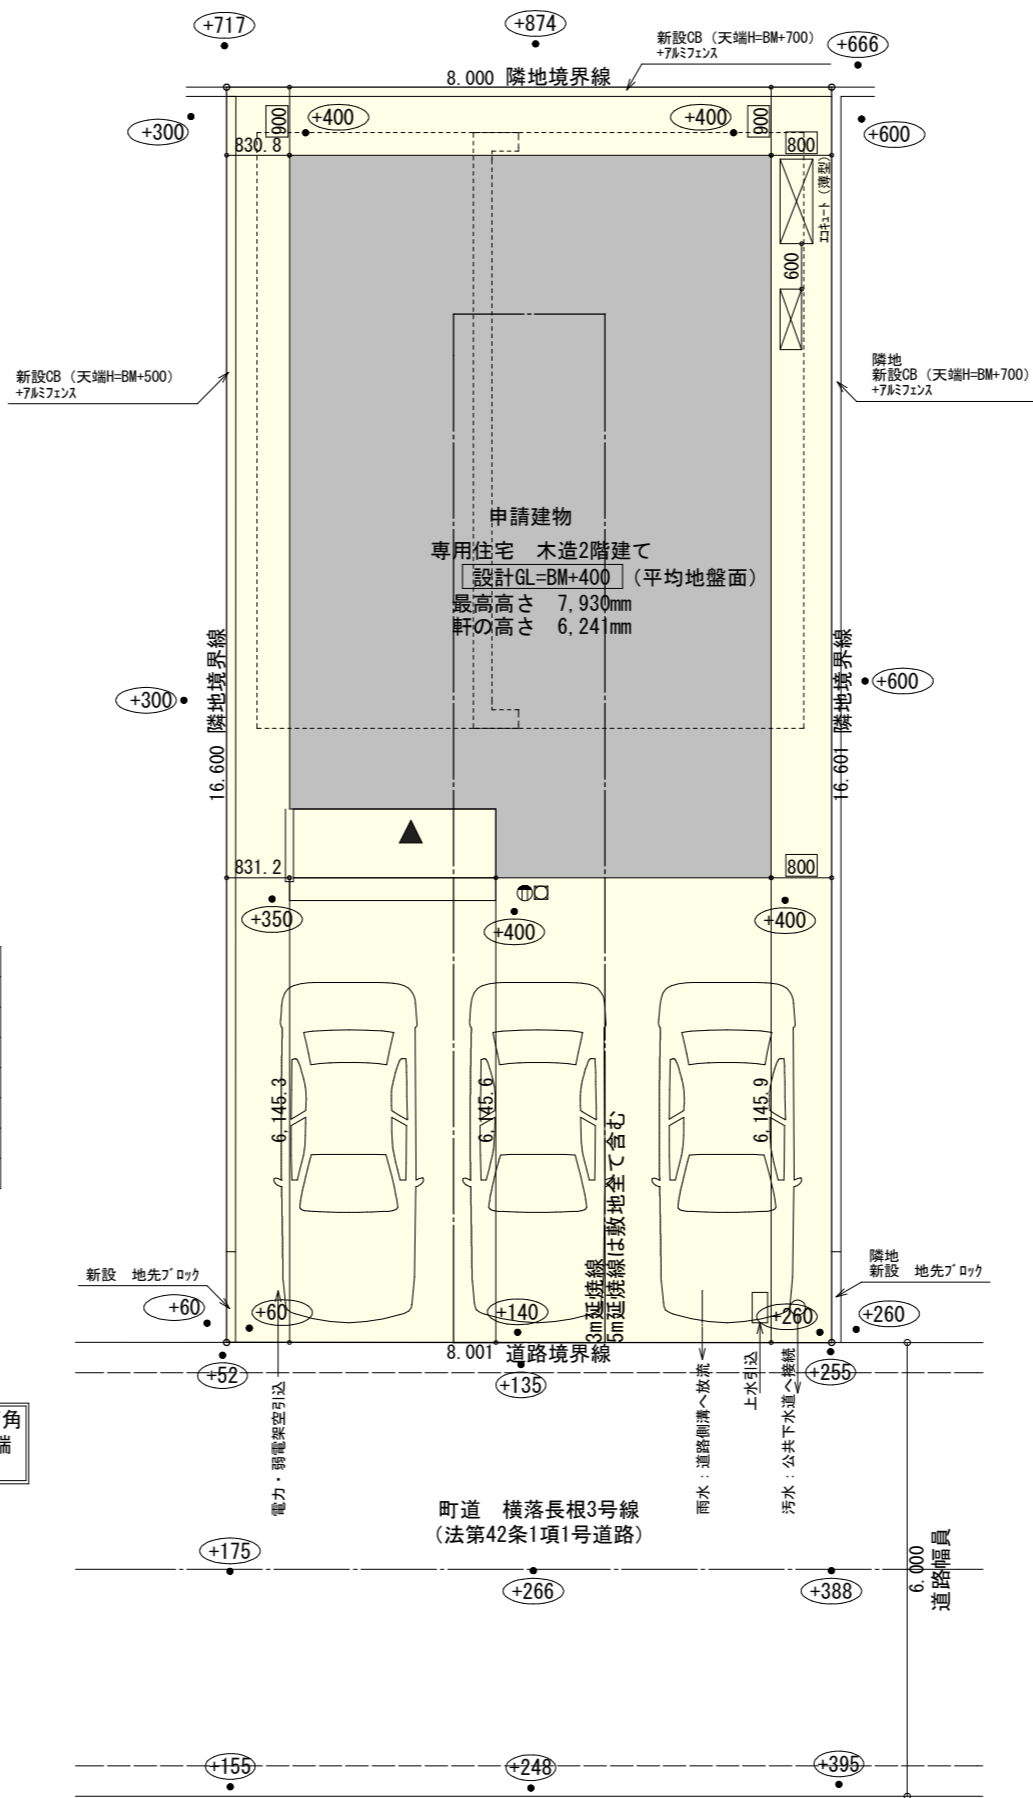 +717
+874
新設CB（天端H=BM+700）
+アルミフェンス
+666
8.000 隣地境界線
+300
900
+400
+400
900
+600
830.8
800
エコキュート（薄型）
600
新設CB（天端H=BM+500）
+アルミフェンス
隣地
新設CB（天端H=BM+700）
+アルミフェンス
申請建物
専用住宅　木造2階建て
設計GL=BM+400（平均地盤面）
最高高さ　7,930mm
軒の高さ　6,241mm
16.600 隣地境界線
16.601 隣地境界線
+300
+600
▲
831.2
800
+350
+400
+400
6,145.3
6,145.6
6,145.9
3m延焼線
5m延焼線は敷地全て含む
新設　地先ブロック
隣地
新設　地先ブロック
+60
+60
+140
+260
+260
8.001 道路境界線
+52
+135
+255
電力・弱電架空引込
雨水：道路側溝へ放流
上水引込
汚水：公共下水道へ接続
角
端
町道　横落長根3号線
（法第42条1項1号道路）
+175
+266
+388
6.000
道路幅員
+155
+248
+395